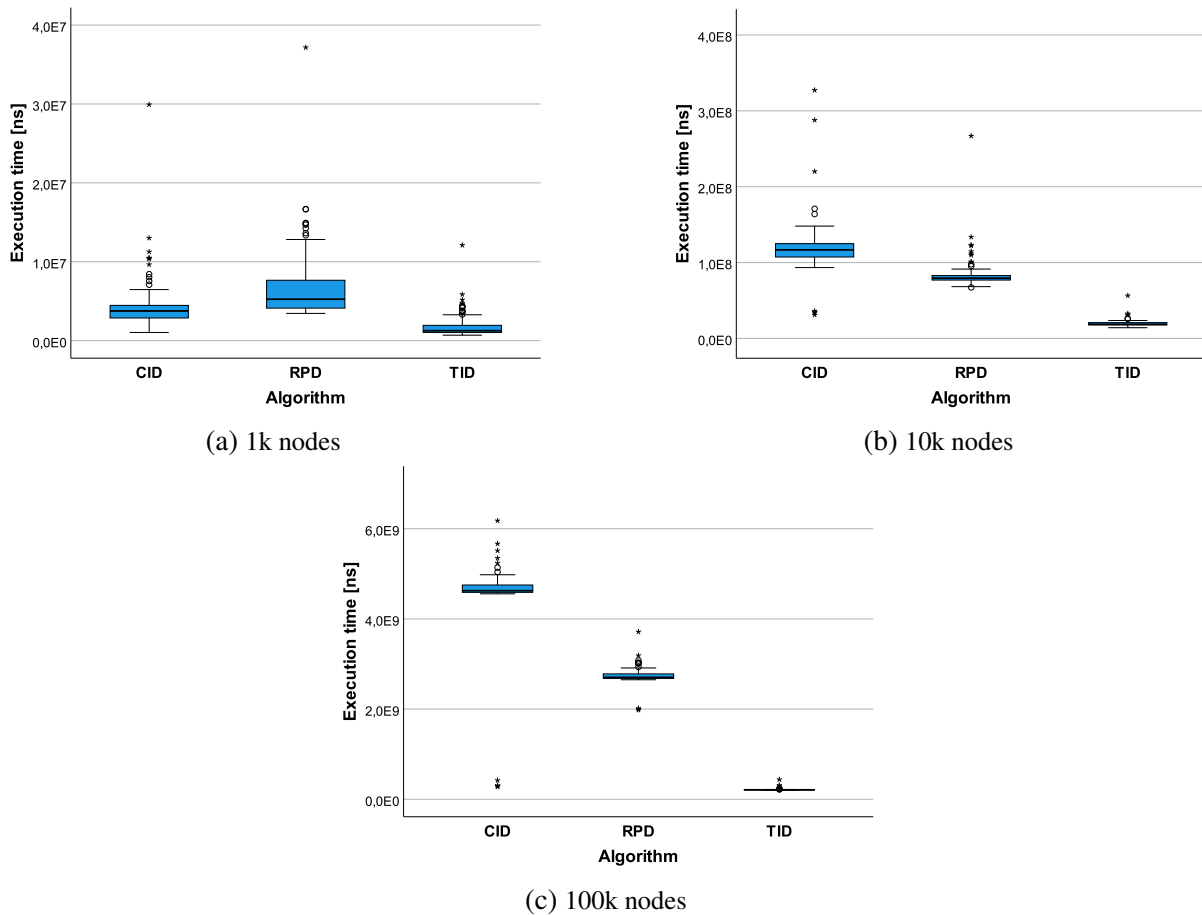 4,0E7
3,0E7
2,0E7
1,0E7
0,0E0
Execution time [ns]
CID RPD TID
Algorithm
(a) 1k nodes
4,0E8
3,0E8
2,0E8
1,0E8
0,0E0
Execution time [ns]
CID RPD TID
Algorithm
(b) 10k nodes
6,0E9
4,0E9
2,0E9
0,0E0
Execution time [ns]
CID RPD TID
Algorithm
(c) 100k nodes